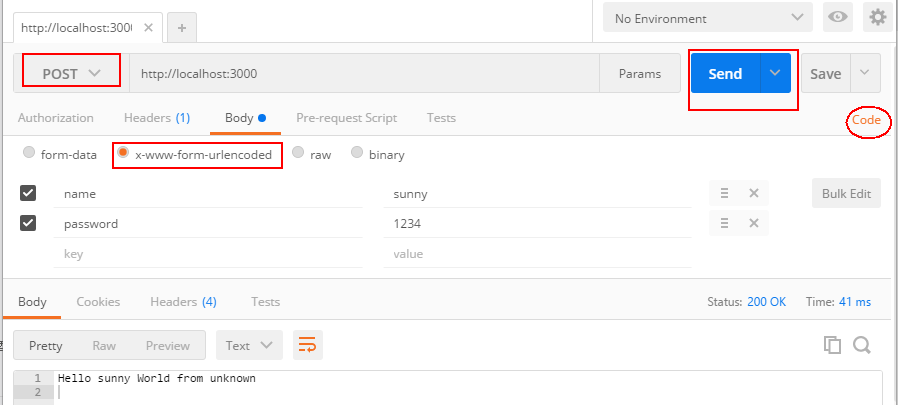 http://localhost:300
No Environment
POST http://localhost:3000 Params Send Save
Authorization Headers (1) Body Pre-request Script Tests Code
form-data x-www-form-urlencoded raw binary
name sunny Bulk Edit
password 1234
key value
Body Cookies Headers (4) Tests Status: 200 OK Time: 41 ms
Pretty Raw Preview Text
1 Hello sunny World from unknown
2